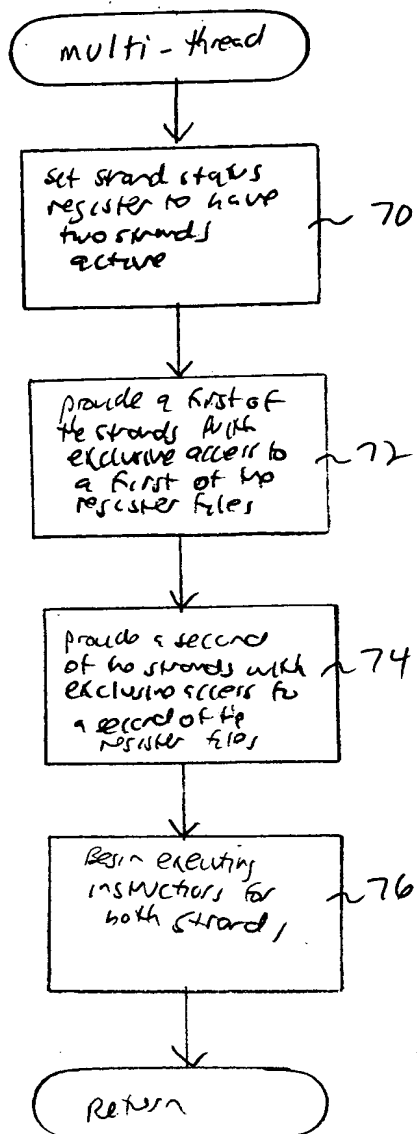 multi-thread
Set strand status
register to have
two strands
active
70
provide a first of
the strands with
exclusive access to
a first of two
register files
72
provide a second
of two strands with
exclusive access to
a second of the
register files
74
Begin executing
instructions for
both strands,
76
Return